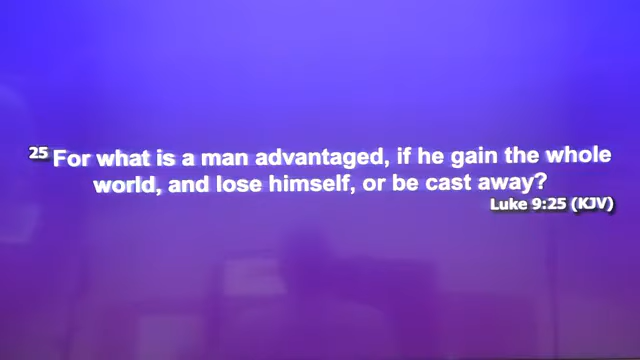 25 For what is a man advantaged, if he gain the whole
world, and lose himself, or be cast away?
Luke 9:25 (KJV)